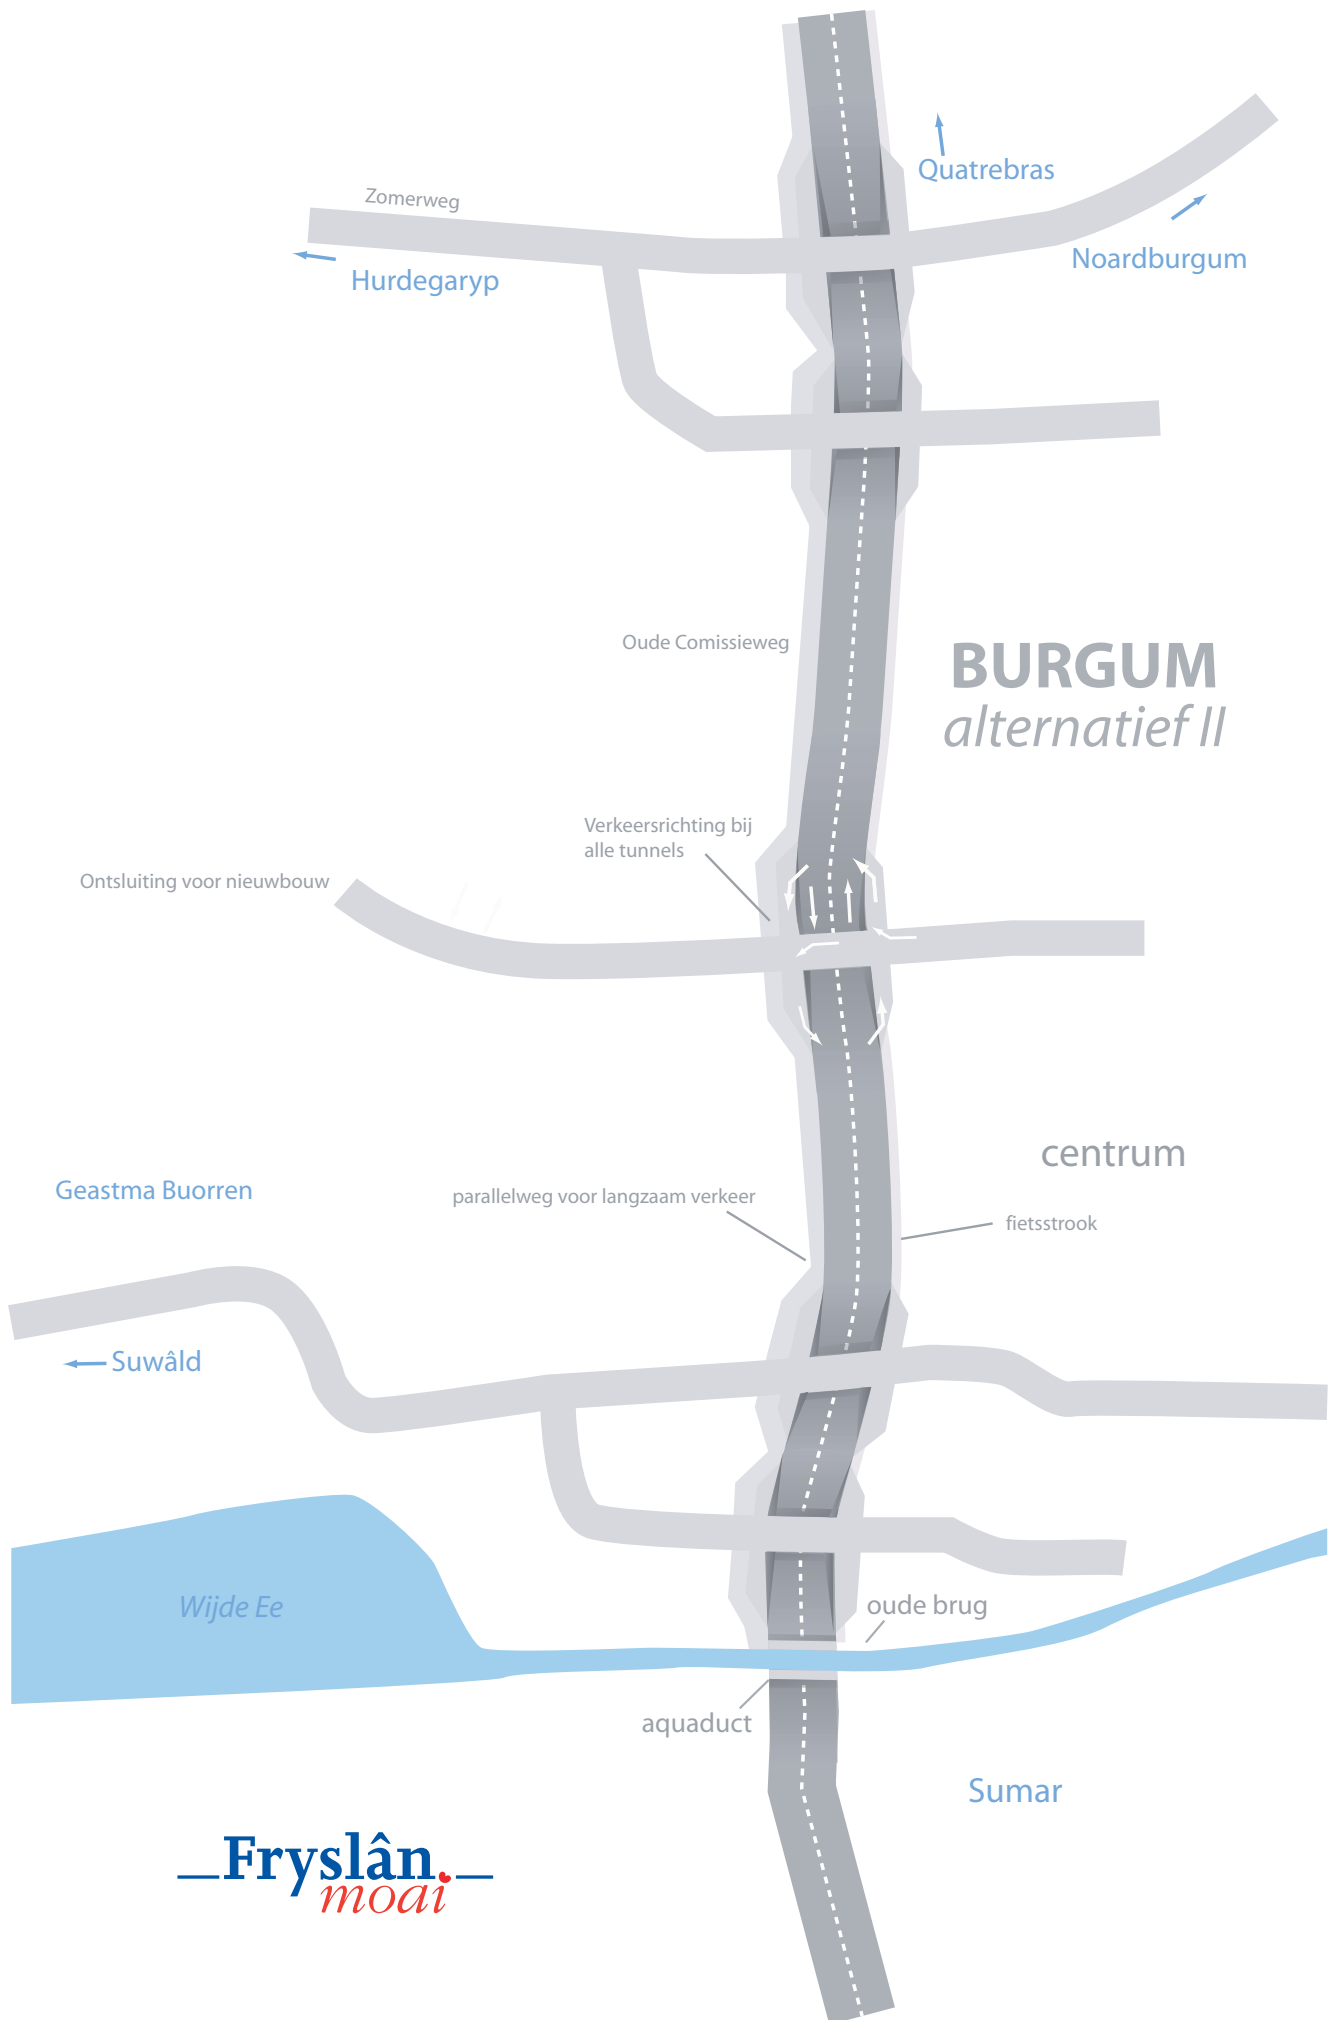 Quatrebras
Zomerweg
Noardburgum
Hurdegaryp
Oude Comissieweg
BURGUM
alternatief II
Verkeersrichting bij
alle tunnels
Ontsluiting voor nieuwbouw
centrum
Geastma Buorren
parallelweg voor langzaam verkeer
fietsstrook
Suwâld
Wijde Ee
oude brug
aquaduct
Sumar
Fryslân
moai